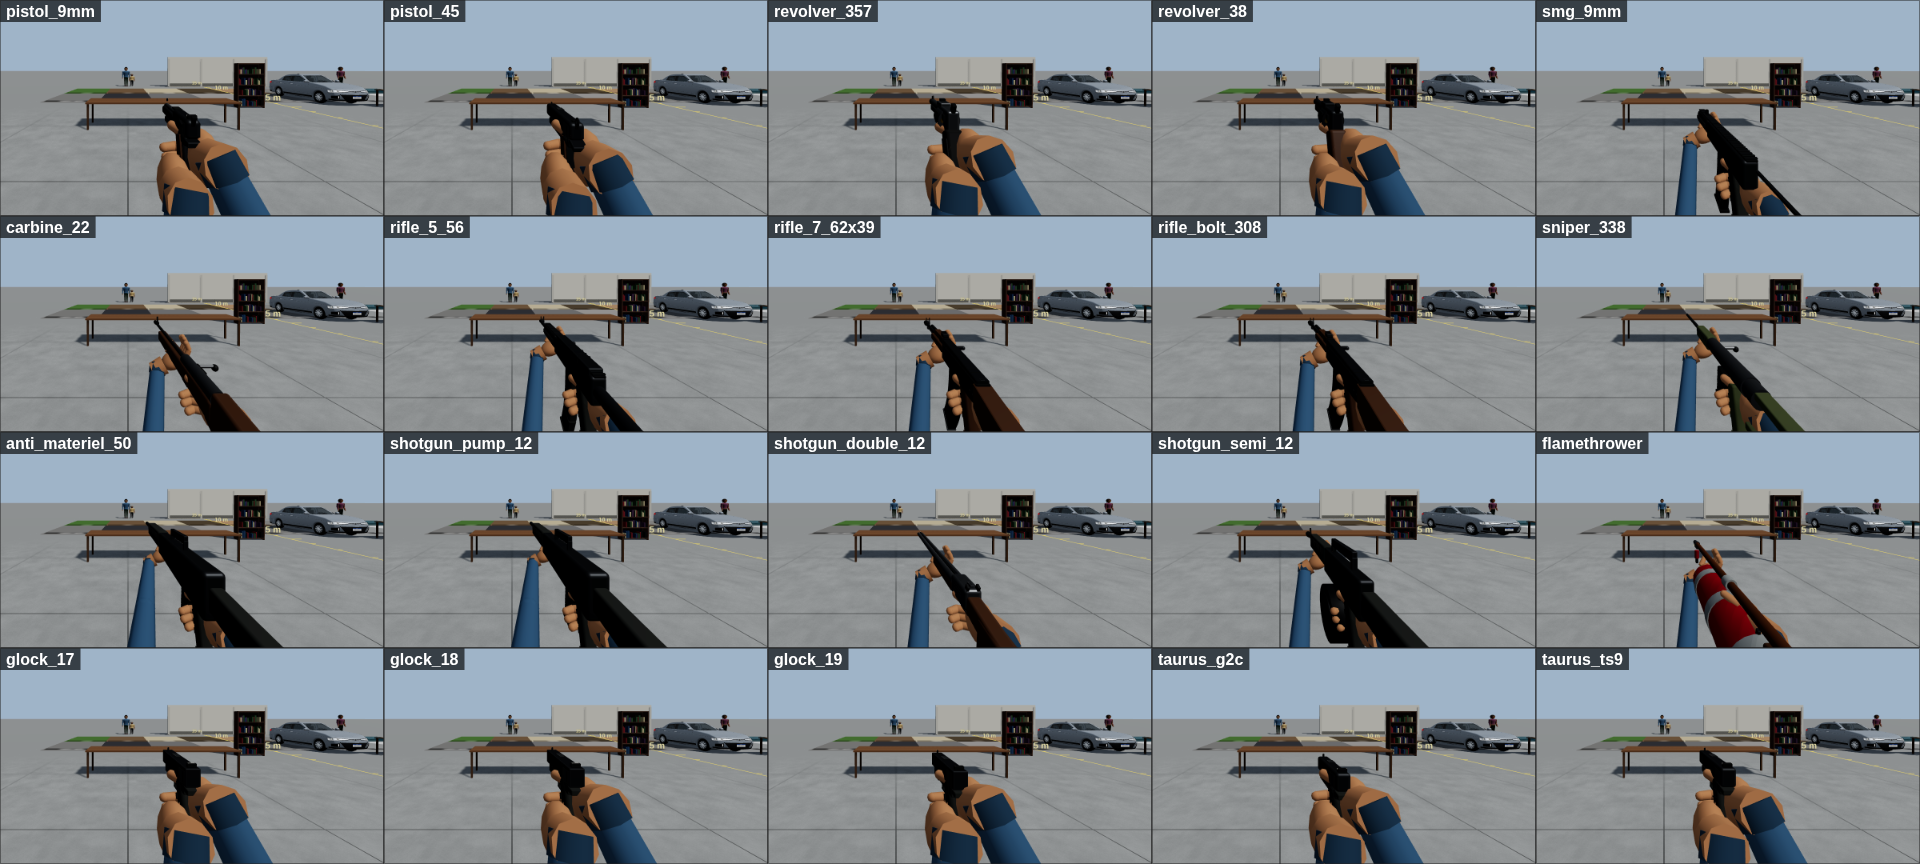 pistol_9mm
pistol_45
revolver_357
revolver_38
smg_9mm
carbine_22
rifle_5_56
rifle_7_62x39
rifle_bolt_308
sniper_338
anti_materiel_50
shotgun_pump_12
shotgun_double_12
shotgun_semi_12
flamethrower
glock_17
glock_18
glock_19
taurus_g2c
taurus_ts9